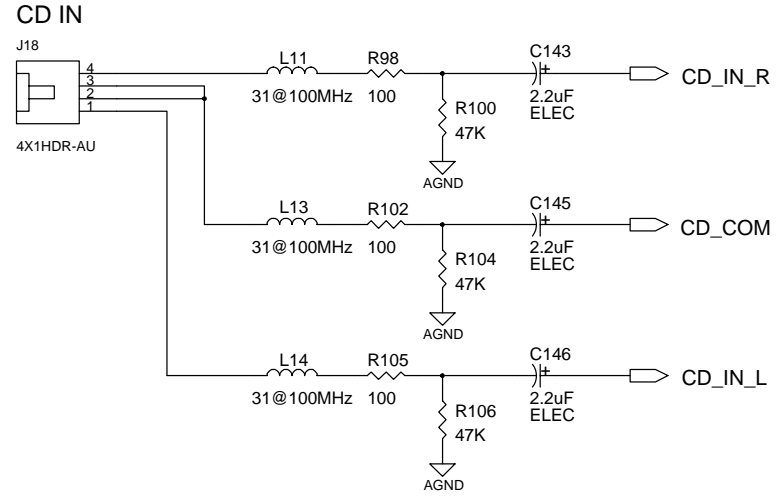 CD IN
J18
4
3
2
1
4X1HDR-AU
L11
31@100MHz
R98
100
R100
47K
AGND
C143
+
2.2uF
ELEC
CD_IN_R
L13
31@100MHz
R102
100
R104
47K
AGND
C145
+
2.2uF
ELEC
CD_COM
L14
31@100MHz
R105
100
R106
47K
AGND
C146
+
2.2uF
ELEC
CD_IN_L